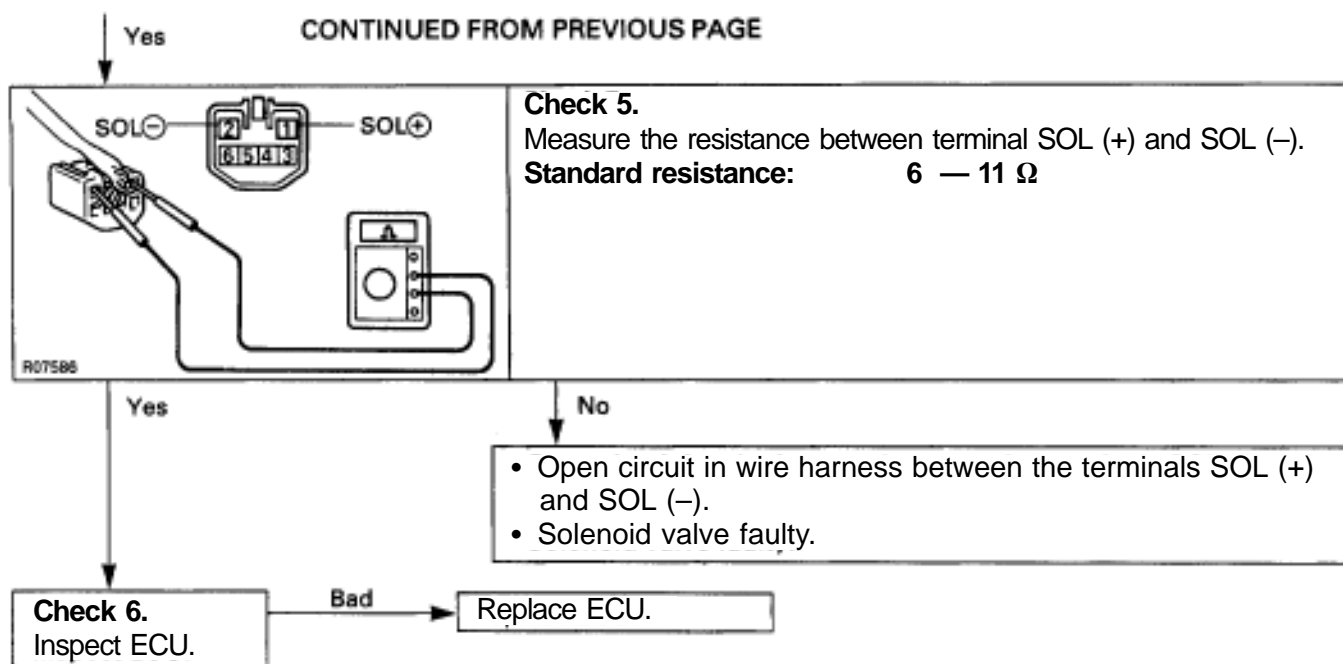 Yes
CONTINUED FROM PREVIOUS PAGE
SOL⊖
2
1
SOL⊕
6 5 4 3
R07586
Check 5.
Measure the resistance between terminal SOL (+) and SOL (–).
Standard resistance: 6 — 11 Ω
Yes
No
• Open circuit in wire harness between the terminals SOL (+)
and SOL (–).
• Solenoid valve faulty.
Check 6.
Inspect ECU.
Bad
Replace ECU.